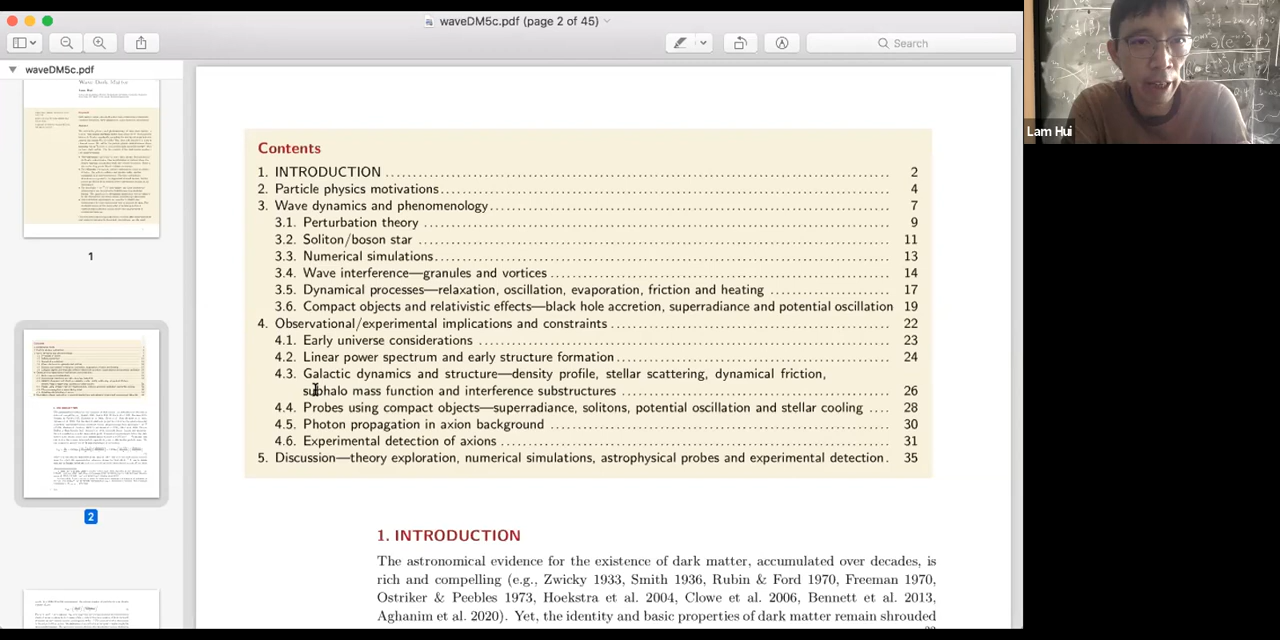 waveDM5c.pdf (page 2 of 45)
Search
waveDM5c.pdf
Wave Dark Matter
Lam Hui
1
2
Contents
1. INTRODUCTION ........ 2
2. Particle physics motivations ........ 4
3. Wave dynamics and phenomenology ........ 7
3.1. Perturbation theory ........ 9
3.2. Soliton/boson star ........ 11
3.3. Numerical simulations ........ 13
3.4. Wave interference—granules and vortices ........ 14
3.5. Dynamical processes—relaxation, oscillation, evaporation, friction and heating ........ 17
3.6. Compact objects and relativistic effects—black hole accretion, superradiance and potential oscillation 19
4. Observational/experimental implications and constraints ........ 22
4.1. Early universe considerations ........ 23
4.2. Linear power spectrum and early structure formation ........ 24
4.3. Galactic dynamics and structure—density profile, stellar scattering, dynamical friction,
subhalo mass function and interference substructures ........ 26
4.4. Probes using compact objects—superradiance, solitons, potential oscillation and stellar cooling .... 28
4.5. Photon propagation in axion background ........ 30
4.6. Experimental detection of axions ........ 31
5. Discussion—theory exploration, numerical simulations, astrophysical probes and experimental detection. 35
1. INTRODUCTION
The astronomical evidence for the existence of dark matter, accumulated over decades, is
rich and compelling (e.g., Zwicky 1933, Smith 1936, Rubin & Ford 1970, Freeman 1970,
Ostriker & Peebles 1973, Hoekstra et al. 2004, Clowe et al. 2006, Bennett et al. 2013,
Aghanim et al. 2020). Yet, the identity and basic properties of dark matter remain shrouded
Lam Hui